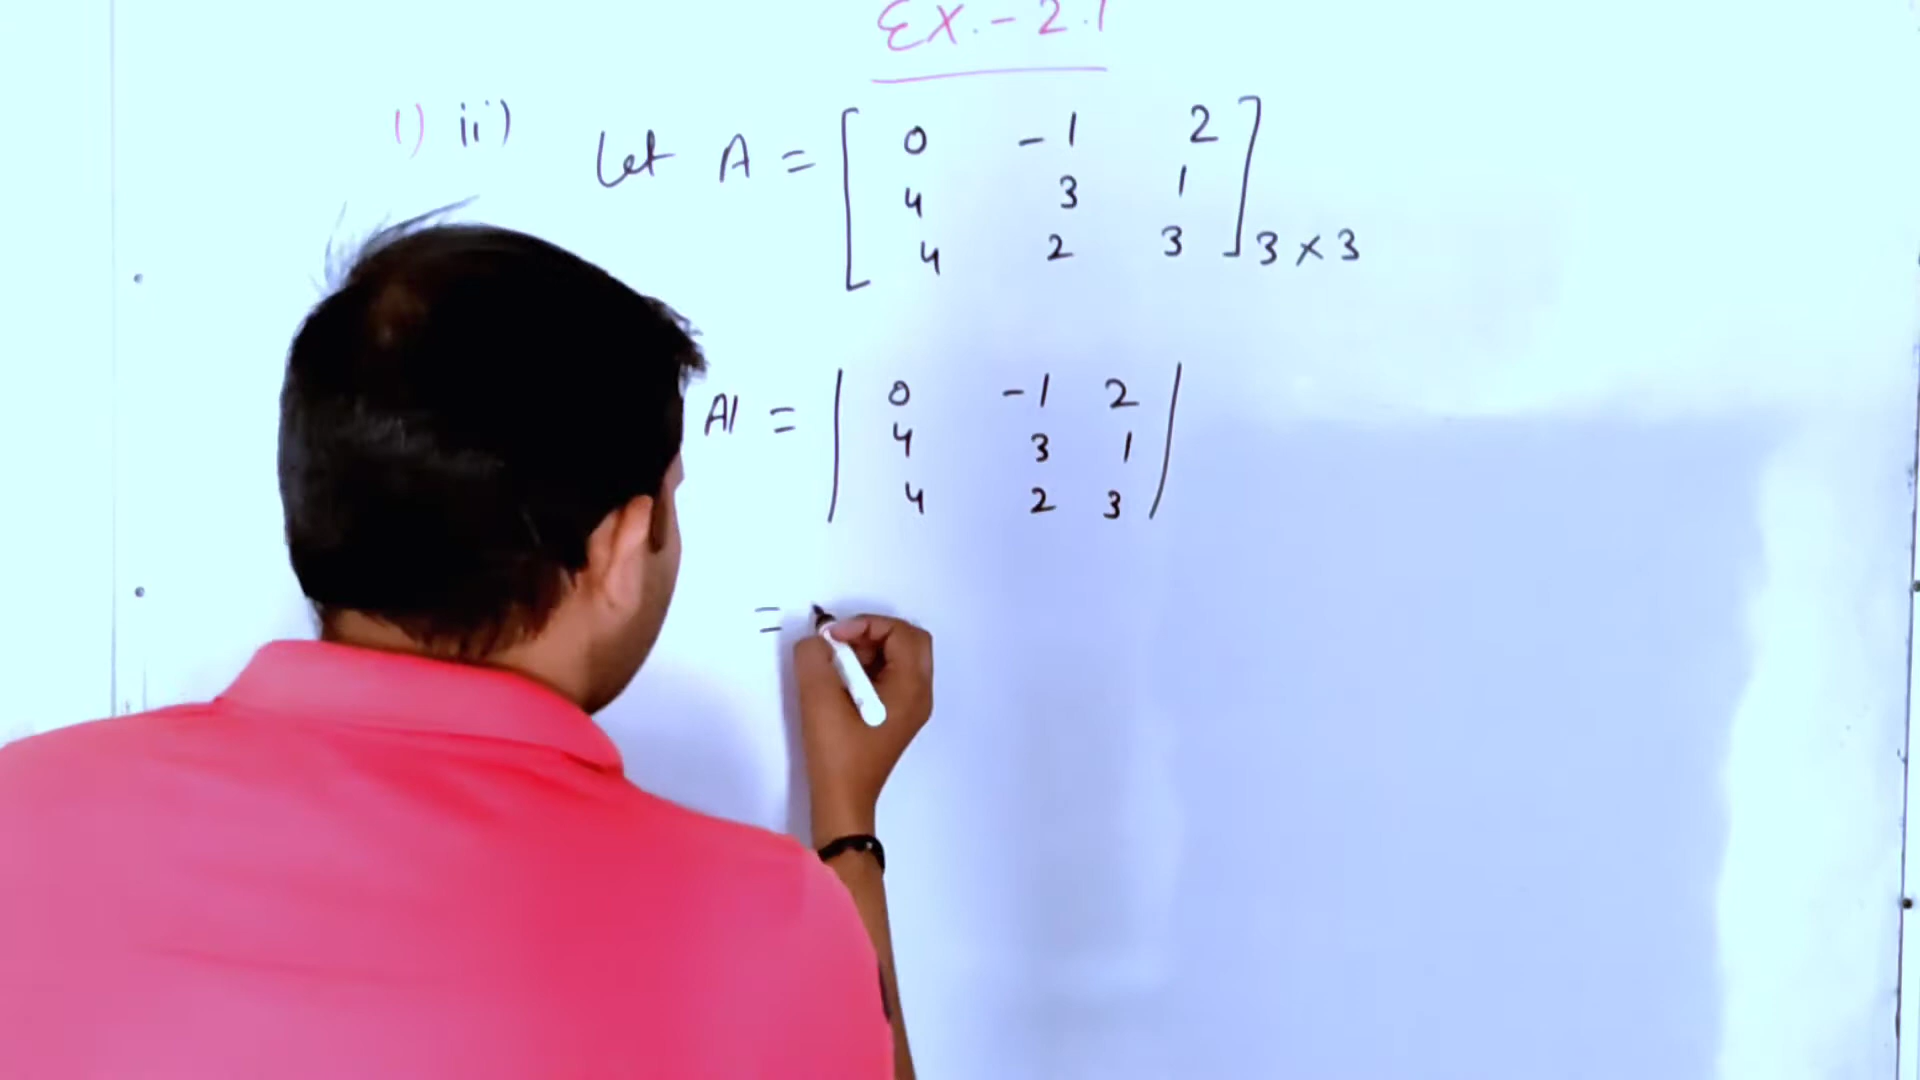 Ex. - 2.1
1) ii) Let A = [ 0 -1 2
4 3 1
4 2 3 ] 3 × 3
A| = | 0 -1 2
4 3 1
4 2 3 |
=